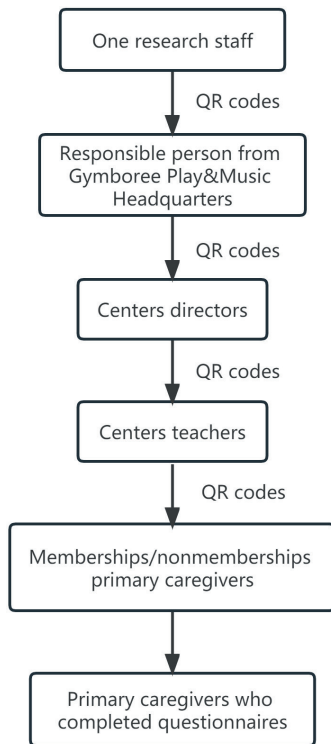 One research staff
QR codes
Responsible person from
Gymboree Play&Music
Headquarters
QR codes
Centers directors
QR codes
Centers teachers
QR codes
Memberships/nonmemberships
primary caregivers
Primary caregivers who
completed questionnaires